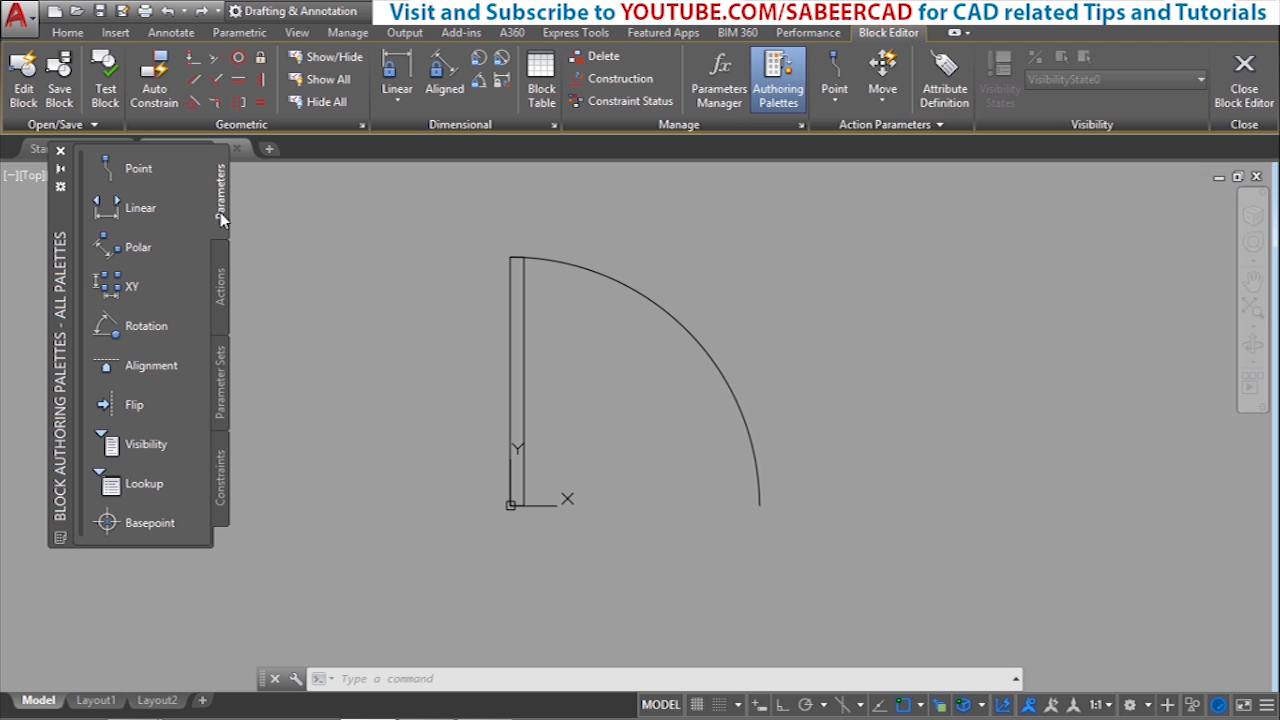 Drafting & Annotation
Visit and Subscribe to YOUTUBE.COM/SABEERCAD for CAD related Tips and Tutorials
Home Insert Annotate Parametric View Manage Output Add-ins A360 Express Tools Featured Apps BIM 360 Performance Block Editor
Edit Block
Save Block
Test Block
Auto Constrain
Show/Hide
Show All
Hide All
Linear
Aligned
Block Table
Delete
Construction
Constraint Status
Parameters Manager
Authoring Palettes
Point
Move
Attribute Definition
Visibility States
VisibilityState0
Close Block Editor
Open/Save Geometric Dimensional Manage Action Parameters Visibility Close
[−][Top]
BLOCK AUTHORING PALETTES - ALL PALETTES
Point
Linear
Polar
XY
Rotation
Alignment
Flip
Visibility
Lookup
Basepoint
Parameters
Actions
Parameter Sets
Constraints
Y
X
Type a command
Model Layout1 Layout2 +
MODEL
1:1